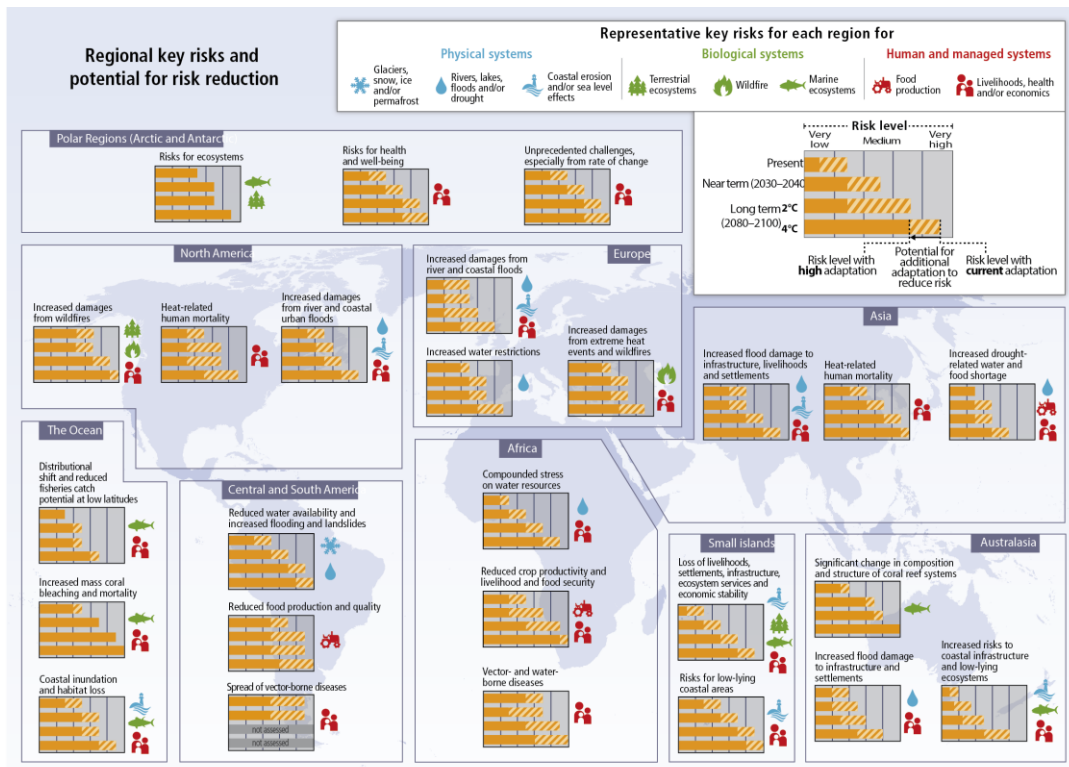 Regional key risks and
potential for risk reduction
Representative key risks for each region for
Physical systems
Biological systems
Human and managed systems
Glaciers,
snow, ice
and/or
permafrost
Rivers, lakes,
floods and/or
drought
Coastal erosion
and/or sea level
effects
Terrestrial
ecosystems
Wildfire
Marine
ecosystems
Food
production
Livelihoods, health
and/or economics
Risk level
Very
low
Medium
Very
high
Present
Near term (2030–2040
Long term 2°C
(2080–2100) 4°C
Risk level with
high adaptation
Potential for
additional
adaptation to
reduce risk
Risk level with
current adaptation
Polar Regions (Arctic and Antarctic
Risks for ecosystems
Risks for health
and well-being
Unprecedented challenges,
especially from rate of change
North America
Increased damages
from wildfires
Heat-related
human mortality
Increased damages
from river and coastal
urban floods
Europe
Increased damages from
river and coastal floods
Increased water restrictions
Increased damages
from extreme heat
events and wildfires
Asia
Increased flood damage to
infrastructure, livelihoods
and settlements
Heat-related
human mortality
Increased drought-
related water and
food shortage
The Ocean
Distributional
shift and reduced
fisheries catch
potential at low latitudes
Increased mass coral
bleaching and mortality
Coastal inundation
and habitat loss
Central and South America
Reduced water availability and
increased flooding and landslides
Reduced food production and quality
Spread of vector-borne diseases
not assessed
not assessed
Africa
Compounded stress
on water resources
Reduced crop productivity and
livelihood and food security
Vector- and water-
borne diseases
Small islands
Loss of livelihoods,
settlements, infrastructure,
ecosystem services and
economic stability
Risks for low-lying
coastal areas
Australasia
Significant change in composition
and structure of coral reef systems
Increased flood damage
to infrastructure and
settlements
Increased risks to
coastal infrastructure
and low-lying
ecosystems